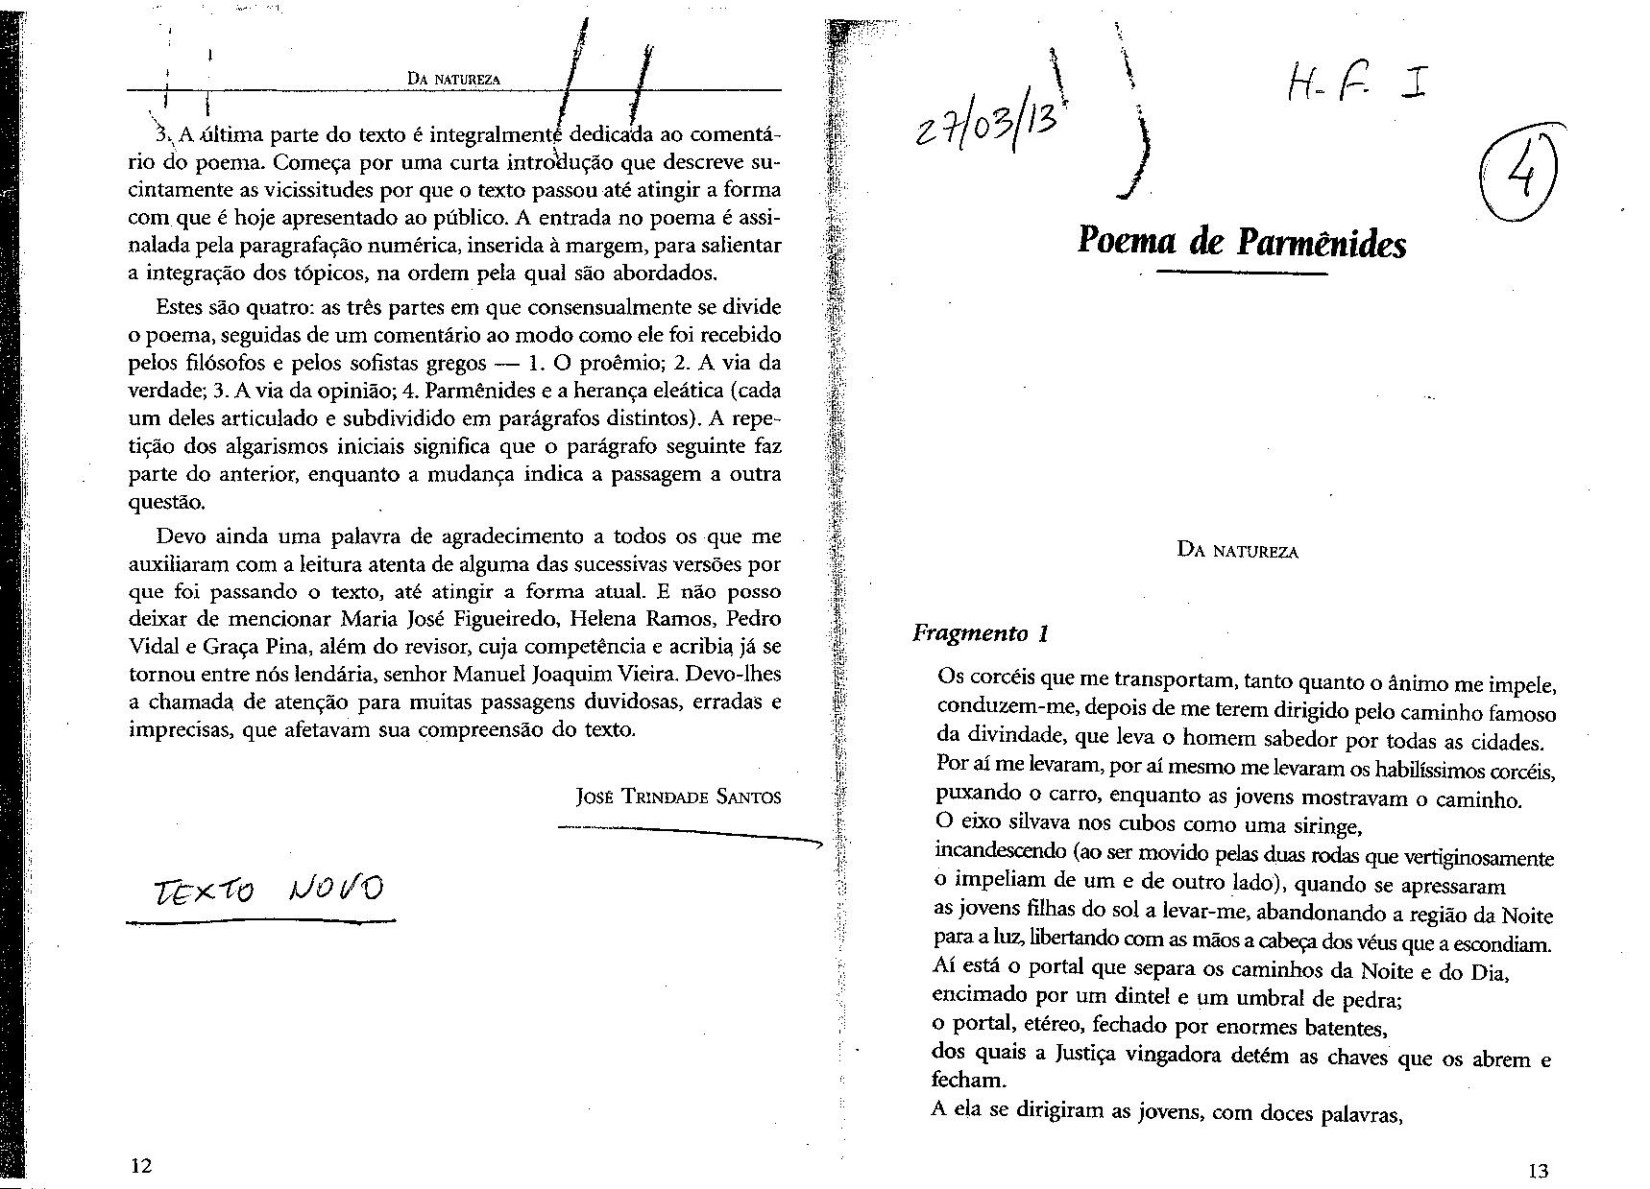 DA NATUREZA
3. A última parte do texto é integralmente dedicada ao comentá-
rio do poema. Começa por uma curta introdução que descreve su-
cintamente as vicissitudes por que o texto passou até atingir a forma
com que é hoje apresentado ao público. A entrada no poema é assi-
nalada pela paragrafação numérica, inserida à margem, para salientar
a integração dos tópicos, na ordem pela qual são abordados.
Estes são quatro: as três partes em que consensualmente se divide
o poema, seguidas de um comentário ao modo como ele foi recebido
pelos filósofos e pelos sofistas gregos — 1. O proêmio; 2. A via da
verdade; 3. A via da opinião; 4. Parmênides e a herança eleática (cada
um deles articulado e subdividido em parágrafos distintos). A repe-
tição dos algarismos iniciais significa que o parágrafo seguinte faz
parte do anterior, enquanto a mudança indica a passagem a outra
questão.
Devo ainda uma palavra de agradecimento a todos os que me
auxiliaram com a leitura atenta de alguma das sucessivas versões por
que foi passando o texto, até atingir a forma atual. E não posso
deixar de mencionar Maria José Figueiredo, Helena Ramos, Pedro
Vidal e Graça Pina, além do revisor, cuja competência e acribia já se
tornou entre nós lendária, senhor Manuel Joaquim Vieira. Devo-lhes
a chamada de atenção para muitas passagens duvidosas, erradas e
imprecisas, que afetavam sua compreensão do texto.
JOSÉ TRINDADE SANTOS
TEXTO NOVO
12
27/03/13
H. F. I
4
Poema de Parmênides
DA NATUREZA
Fragmento 1
Os corcéis que me transportam, tanto quanto o ânimo me impele,
conduzem-me, depois de me terem dirigido pelo caminho famoso
da divindade, que leva o homem sabedor por todas as cidades.
Por aí me levaram, por aí mesmo me levaram os habilíssimos corcéis,
puxando o carro, enquanto as jovens mostravam o caminho.
O eixo silvava nos cubos como uma siringe,
incandescendo (ao ser movido pelas duas rodas que vertiginosamente
o impeliam de um e de outro lado), quando se apressaram
as jovens filhas do sol a levar-me, abandonando a região da Noite
para a luz, libertando com as mãos a cabeça dos véus que a escondiam.
Aí está o portal que separa os caminhos da Noite e do Dia,
encimado por um dintel e um umbral de pedra;
o portal, etéreo, fechado por enormes batentes,
dos quais a Justiça vingadora detém as chaves que os abrem e
fecham.
A ela se dirigiram as jovens, com doces palavras,
13